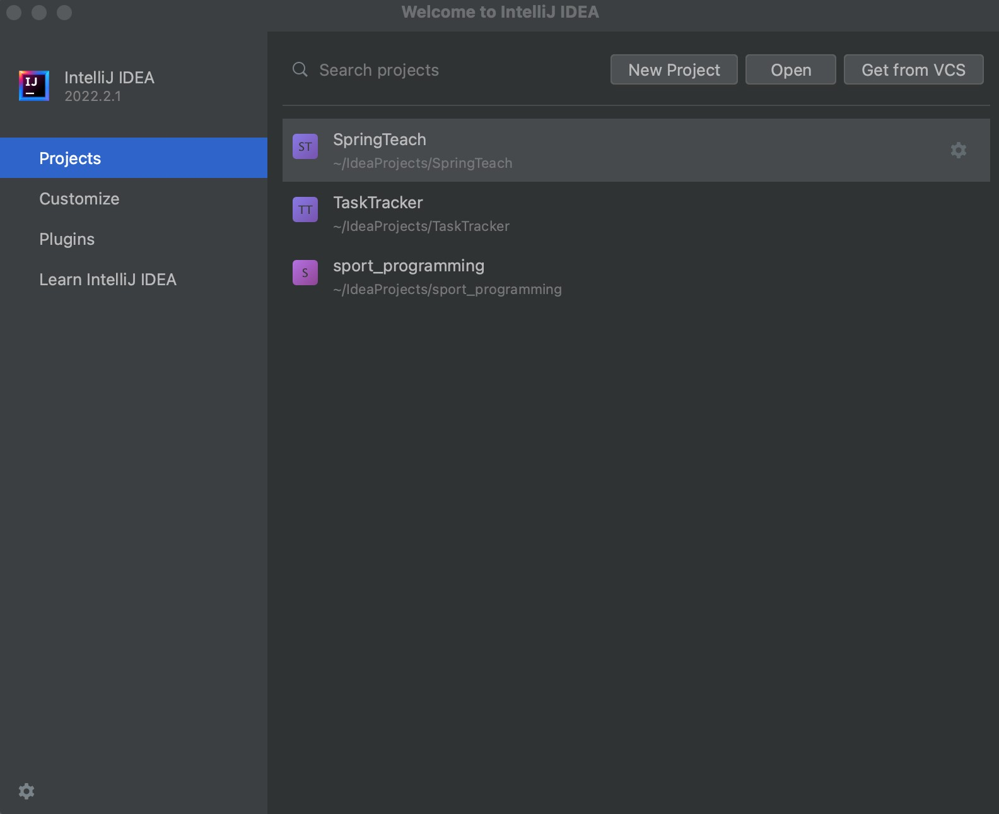 Welcome to IntelliJ IDEA
IJ
IntelliJ IDEA
2022.2.1
Projects
Customize
Plugins
Learn IntelliJ IDEA
Search projects
New Project
Open
Get from VCS
ST
SpringTeach
~/IdeaProjects/SpringTeach
TT
TaskTracker
~/IdeaProjects/TaskTracker
S
sport_programming
~/IdeaProjects/sport_programming